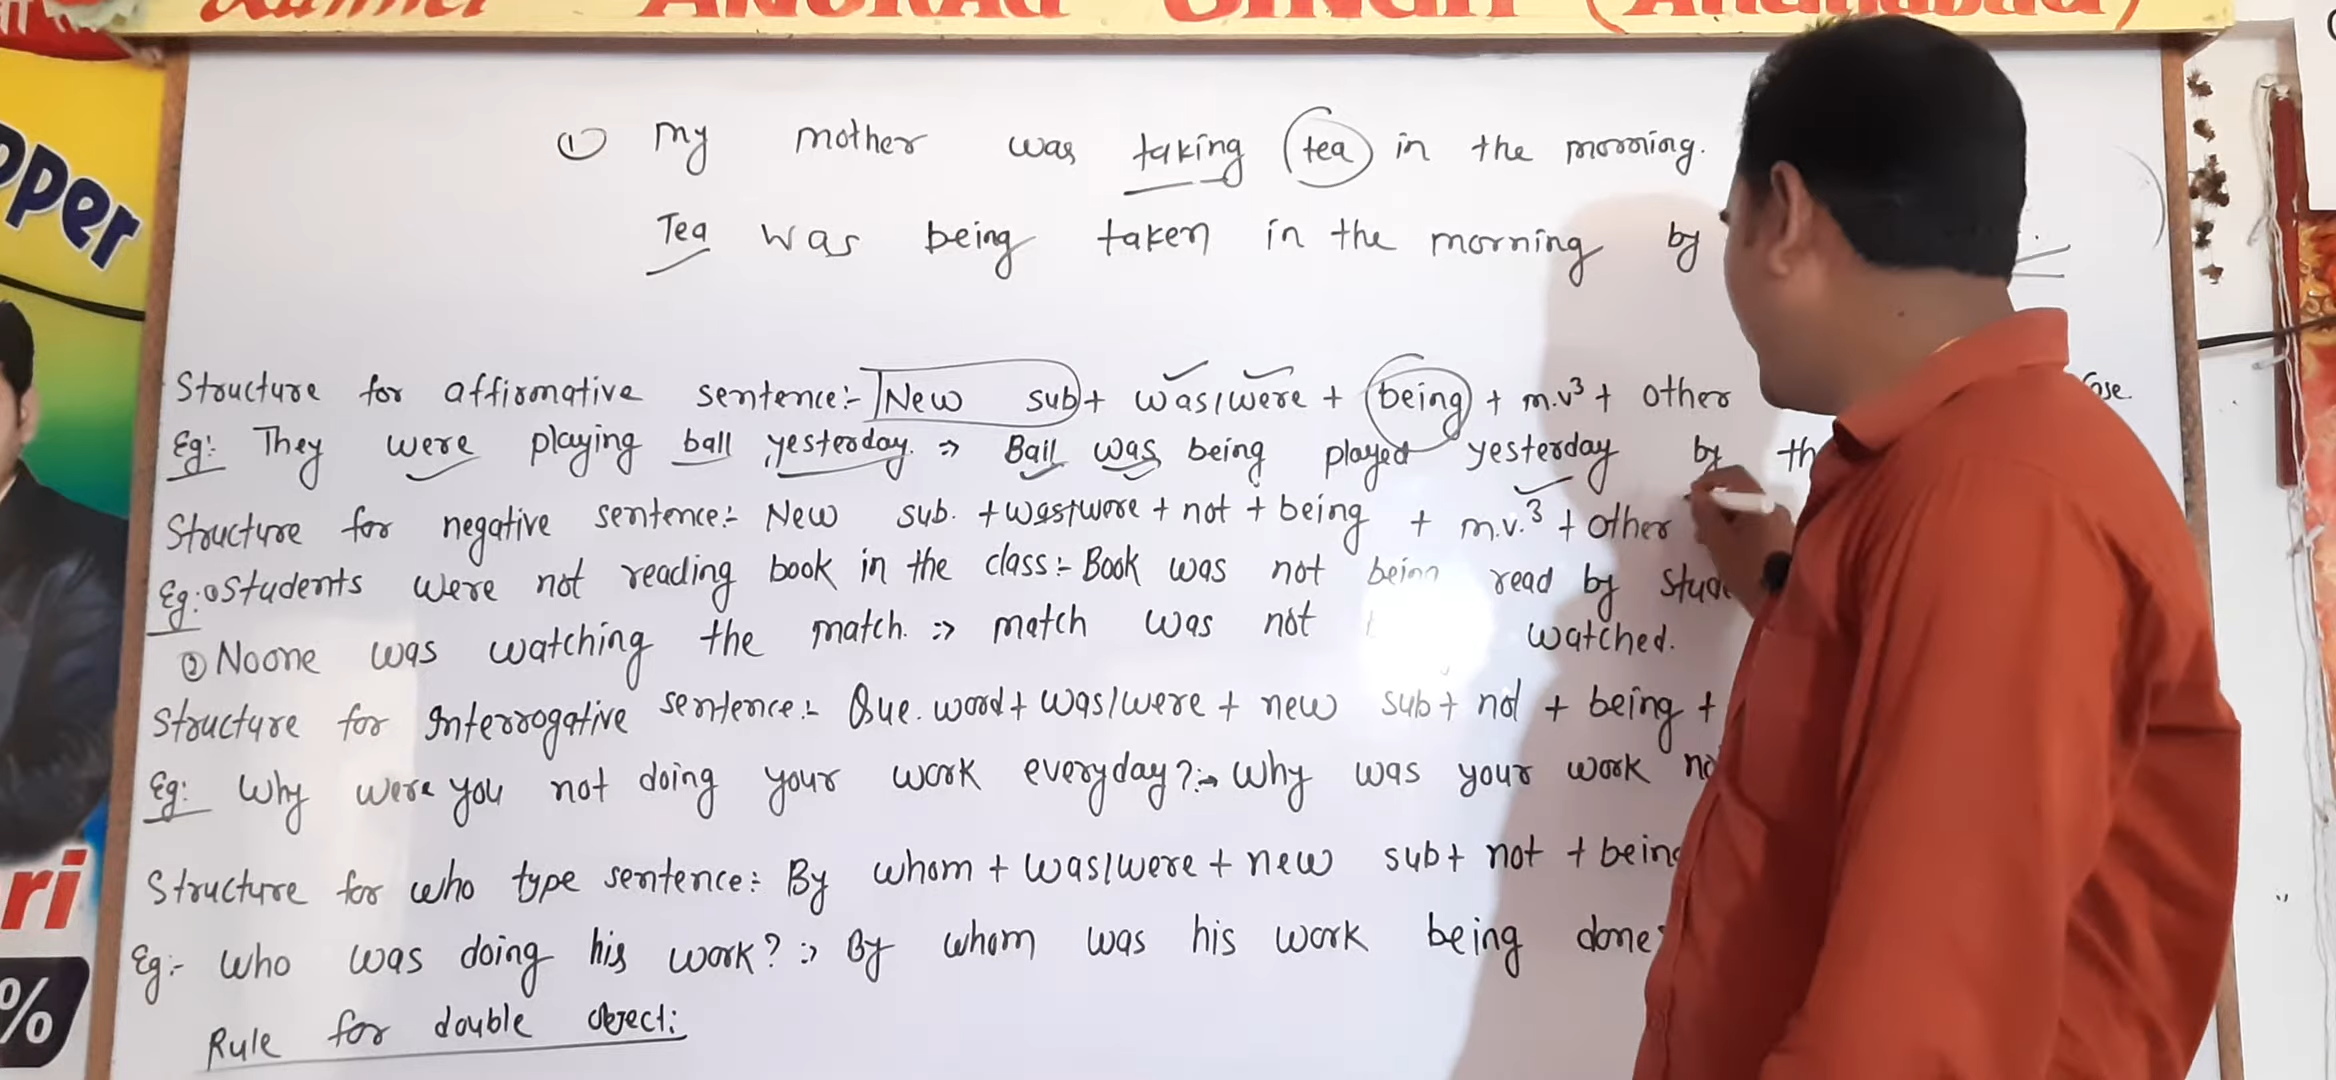 ANURAG SINGH (Allahabad)
① My mother was taking tea in the morning.
Tea was being taken in the morning by
Structure for affirmative sentence:- New sub + was/were + being + m.v³ + other
Eg:- They were playing ball yesterday. ⇒ Ball was being played yesterday by th
Structure for negative sentence:- New sub. + was/were + not + being + m.v.³ + other
Eg:① Students were not reading book in the class:- Book was not being read by Stud
② Noone was watching the match. ⇒ match was not watched.
Structure for Interrogative sentence:- Que. word + was/were + new sub + not + being +
Eg: Why were you not doing your work everyday?:→ Why was your work no
Structure for who type sentence:- By whom + was/were + new sub + not + being
Eg:- who was doing his work? ⇒ By whom was his work being done
Rule for double object:
pper
ri
%